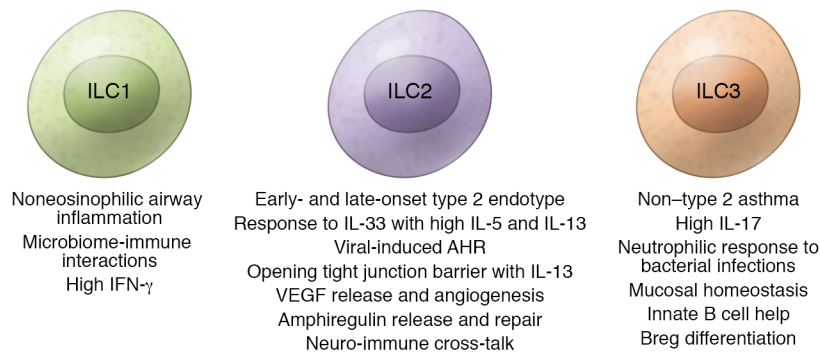 ILC1
Noneosinophilic airway
inflammation
Microbiome-immune
interactions
High IFN-γ
ILC2
Early- and late-onset type 2 endotype
Response to IL-33 with high IL-5 and IL-13
Viral-induced AHR
Opening tight junction barrier with IL-13
VEGF release and angiogenesis
Amphiregulin release and repair
Neuro-immune cross-talk
ILC3
Non–type 2 asthma
High IL-17
Neutrophilic response to
bacterial infections
Mucosal homeostasis
Innate B cell help
Breg differentiation